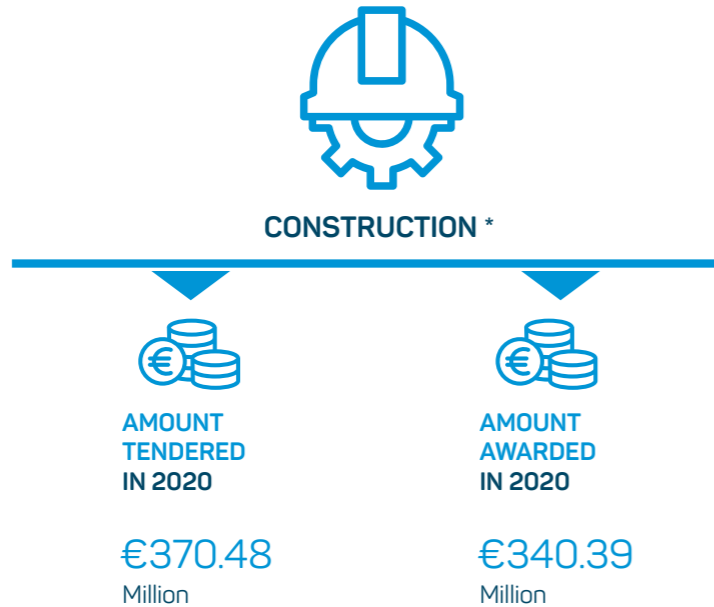 CONSTRUCTION *
€
AMOUNT
TENDERED
IN 2020
€370.48
Million
€
AMOUNT
AWARDED
IN 2020
€340.39
Million